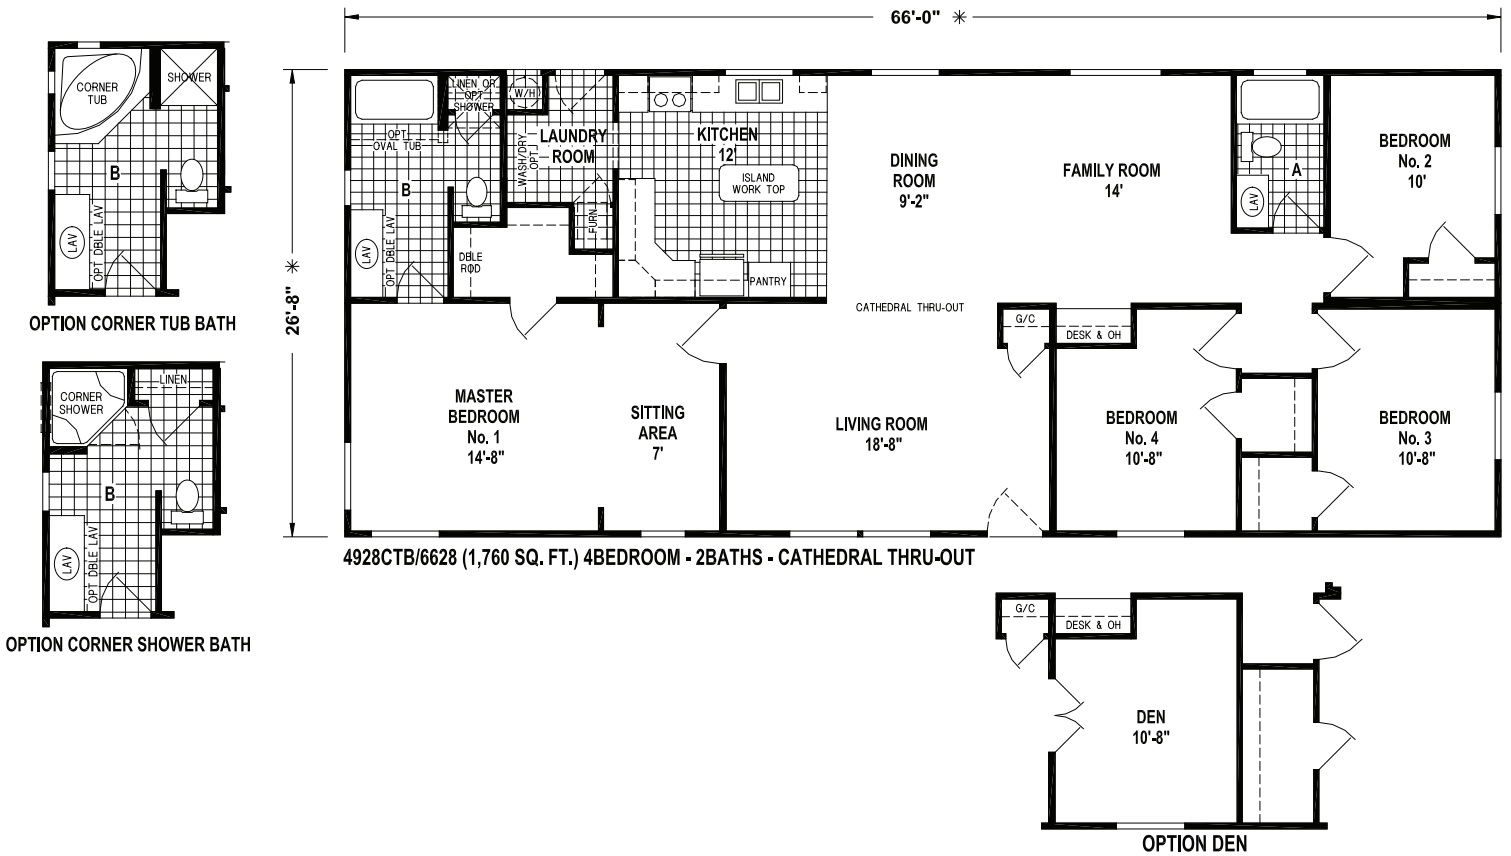 66'-0" ✳
26'-8" ✳
CORNER
TUB
SHOWER
B
LAV
OPT DBLE LAV
OPTION CORNER TUB BATH
CORNER
SHOWER
LINEN
B
LAV
OPT DBLE LAV
OPTION CORNER SHOWER BATH
LINEN OR
OPT
SHOWER
W/H
OPT
OVAL TUB
B
LAV
OPT DBLE LAV
WASH/DRY
OPT
LAUNDRY
ROOM
FURN
DBLE
ROD
KITCHEN
12'
ISLAND
WORK TOP
PANTRY
DINING
ROOM
9'-2"
FAMILY ROOM
14'
A
LAV
BEDROOM
No. 2
10'
CATHEDRAL THRU-OUT
G/C
DESK & OH
MASTER
BEDROOM
No. 1
14'-8"
SITTING
AREA
7'
LIVING ROOM
18'-8"
BEDROOM
No. 4
10'-8"
BEDROOM
No. 3
10'-8"
4928CTB/6628 (1,760 SQ. FT.) 4BEDROOM - 2BATHS - CATHEDRAL THRU-OUT
G/C
DESK & OH
DEN
10'-8"
OPTION DEN